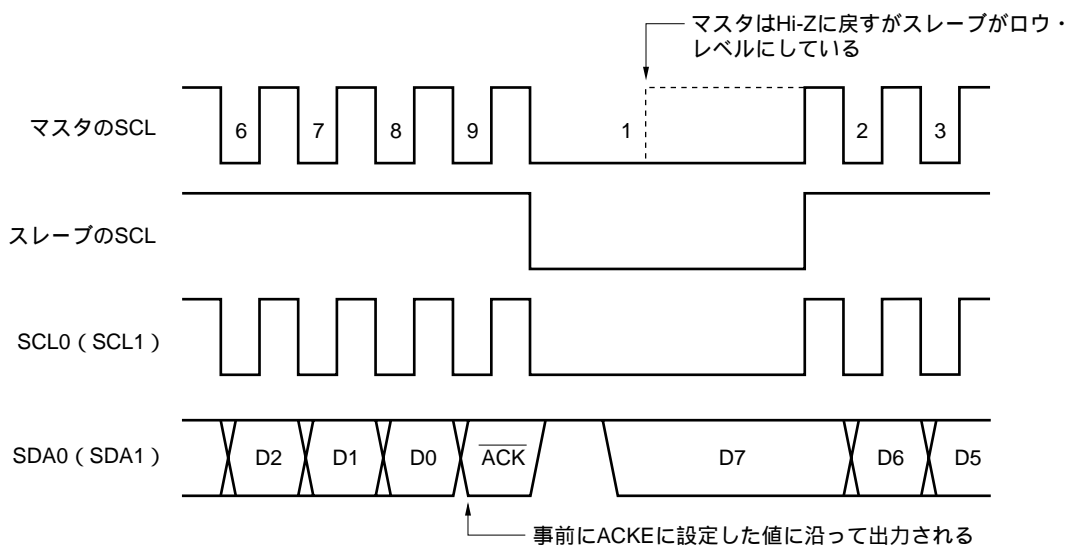 マスタはHi-Zに戻すがスレーブがロウ・
レベルにしている
マスタのSCL
6 7 8 9 1 2 3
スレーブのSCL
SCL0（SCL1）
SDA0（SDA1）
D2 D1 D0 ACK D7 D6 D5
事前にACKEに設定した値に沿って出力される